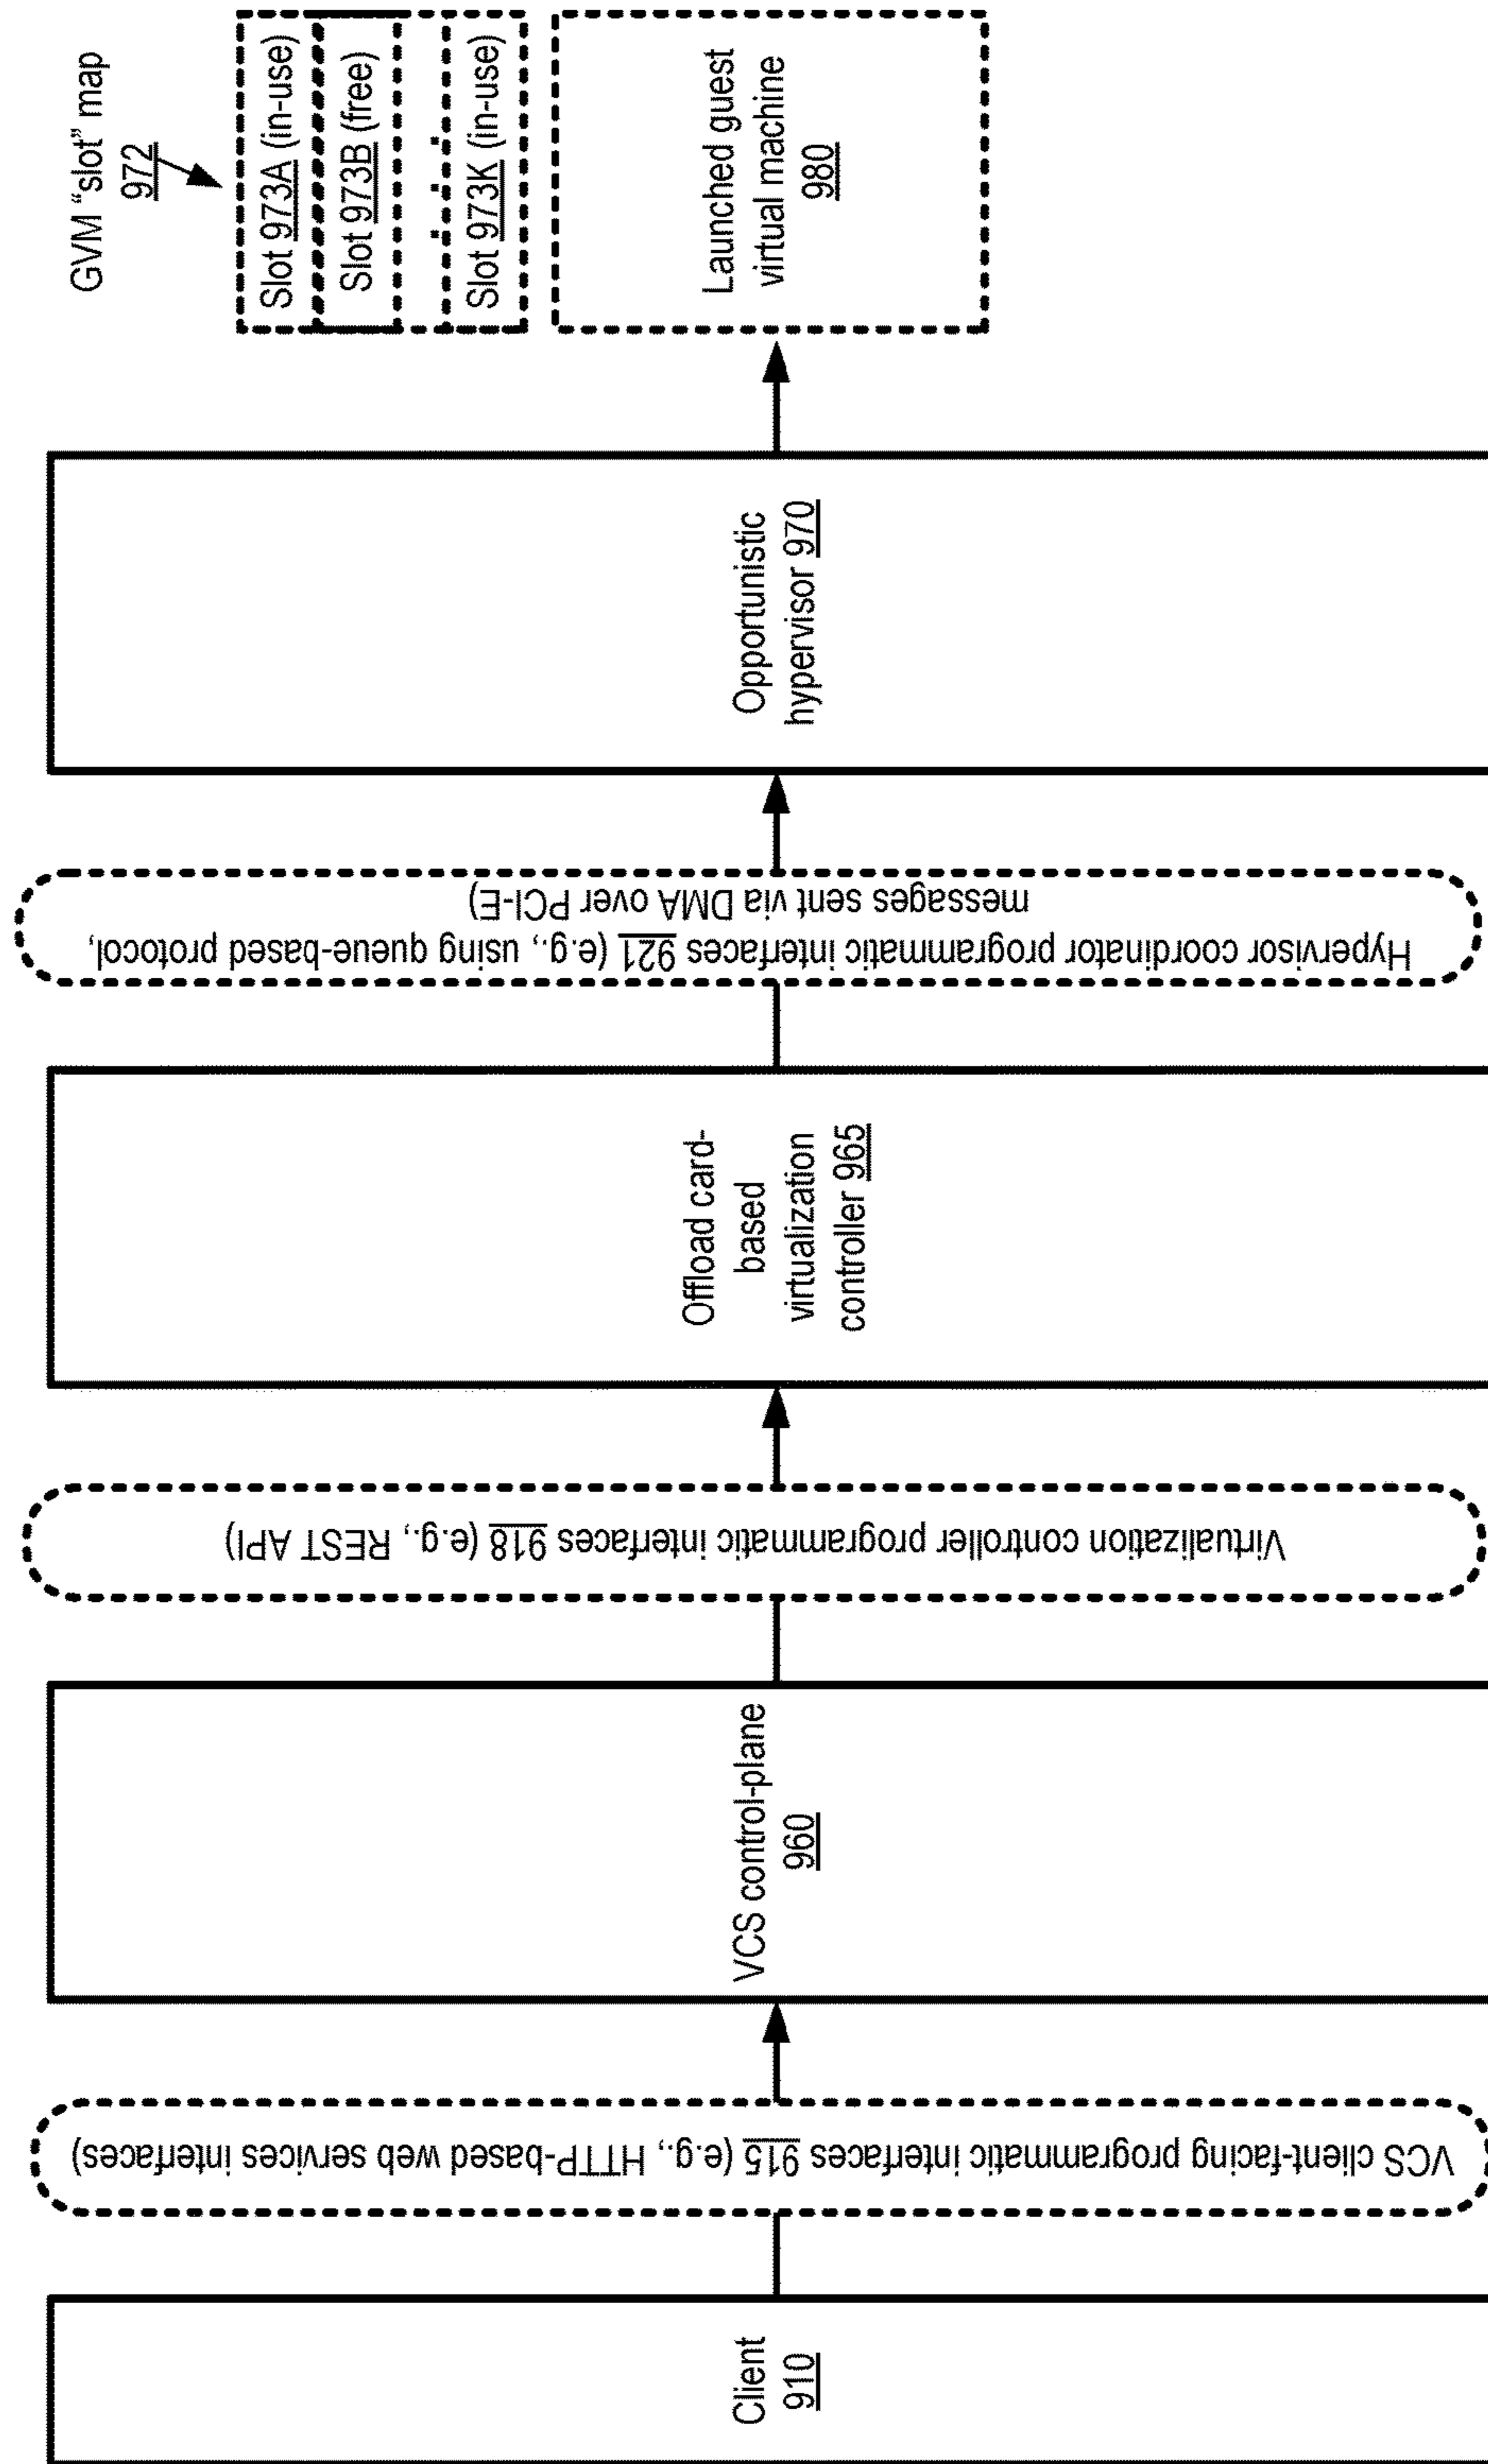 Client
910
VCS client-facing programmatic interfaces 915 (e.g., HTTP-based web services interfaces)
VCS control-plane
960
Virtualization controller programmatic interfaces 918 (e.g., REST API)
Offload card-
based
virtualization
controller 965
Hypervisor coordinator programmatic interfaces 921 (e.g., using queue-based protocol,
messages sent via DMA over PCI-E)
Opportunistic
hypervisor 970
GVM “slot” map
972
Slot 973A (in-use)
Slot 973B (free)
. . . .
Slot 973K (in-use)
Launched guest
virtual machine
980